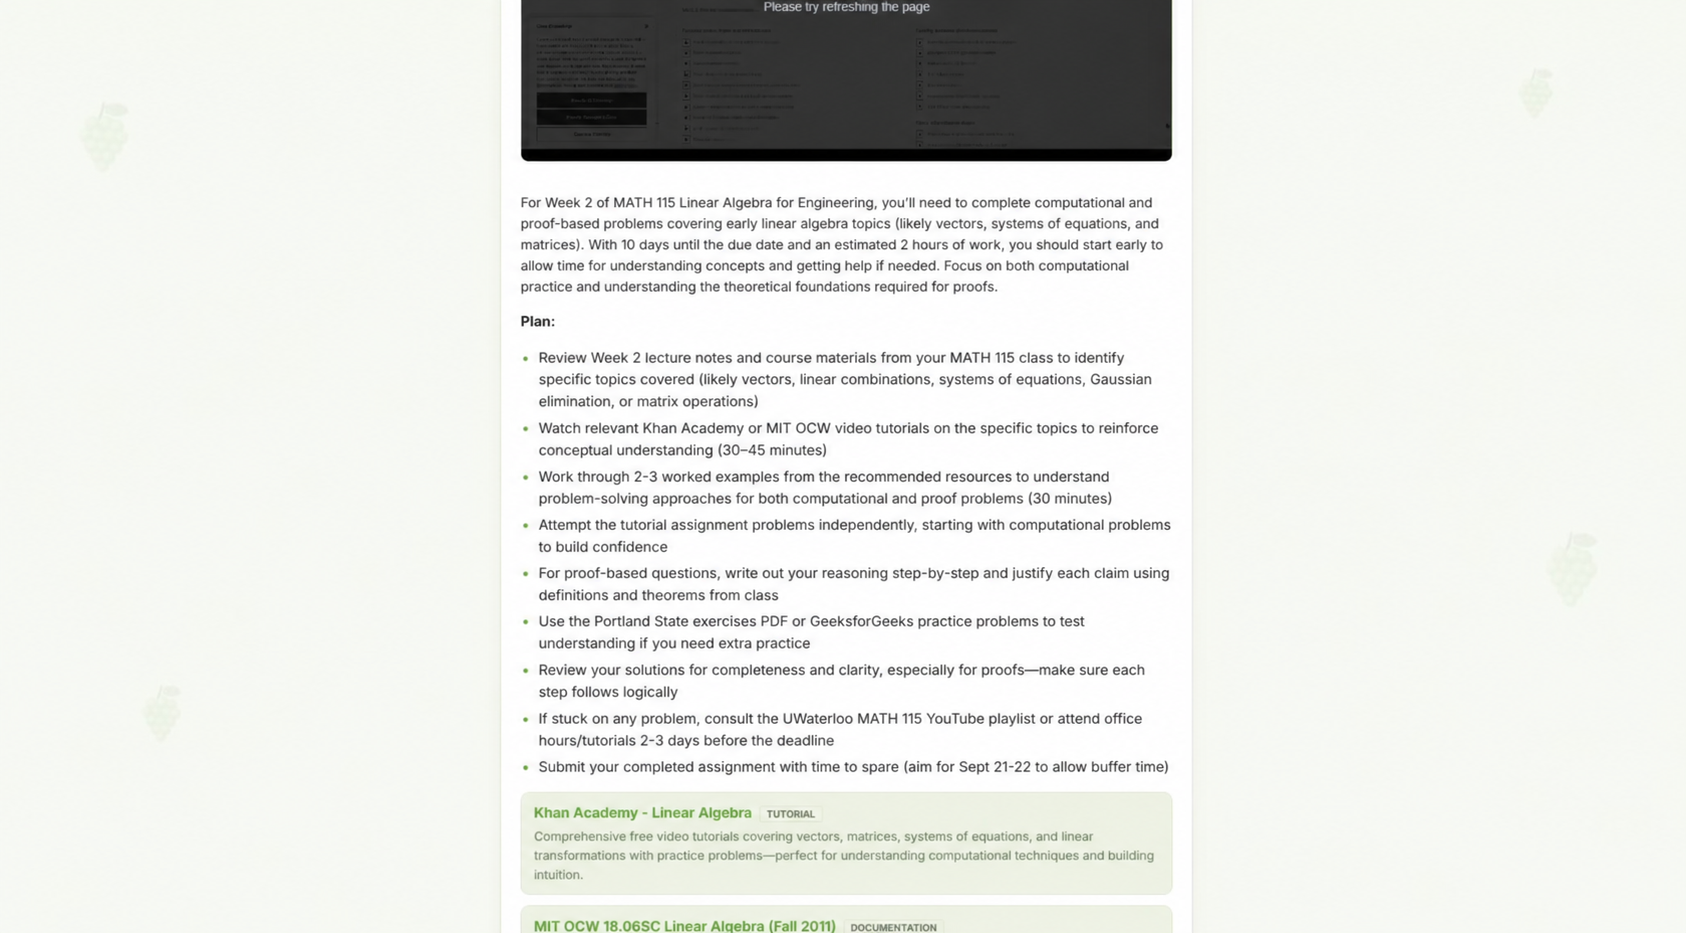 Please try refreshing the page
For Week 2 of MATH 115 Linear Algebra for Engineering, you’ll need to complete computational and
proof-based problems covering early linear algebra topics (likely vectors, systems of equations, and
matrices). With 10 days until the due date and an estimated 2 hours of work, you should start early to
allow time for understanding concepts and getting help if needed. Focus on both computational
practice and understanding the theoretical foundations required for proofs.
Plan:
• Review Week 2 lecture notes and course materials from your MATH 115 class to identify
specific topics covered (likely vectors, linear combinations, systems of equations, Gaussian
elimination, or matrix operations)
• Watch relevant Khan Academy or MIT OCW video tutorials on the specific topics to reinforce
conceptual understanding (30–45 minutes)
• Work through 2-3 worked examples from the recommended resources to understand
problem-solving approaches for both computational and proof problems (30 minutes)
• Attempt the tutorial assignment problems independently, starting with computational problems
to build confidence
• For proof-based questions, write out your reasoning step-by-step and justify each claim using
definitions and theorems from class
• Use the Portland State exercises PDF or GeeksforGeeks practice problems to test
understanding if you need extra practice
• Review your solutions for completeness and clarity, especially for proofs—make sure each
step follows logically
• If stuck on any problem, consult the UWaterloo MATH 115 YouTube playlist or attend office
hours/tutorials 2-3 days before the deadline
• Submit your completed assignment with time to spare (aim for Sept 21-22 to allow buffer time)
Khan Academy - Linear Algebra TUTORIAL
Comprehensive free video tutorials covering vectors, matrices, systems of equations, and linear
transformations with practice problems—perfect for understanding computational techniques and building
intuition.
MIT OCW 18.06SC Linear Algebra (Fall 2011) DOCUMENTATION